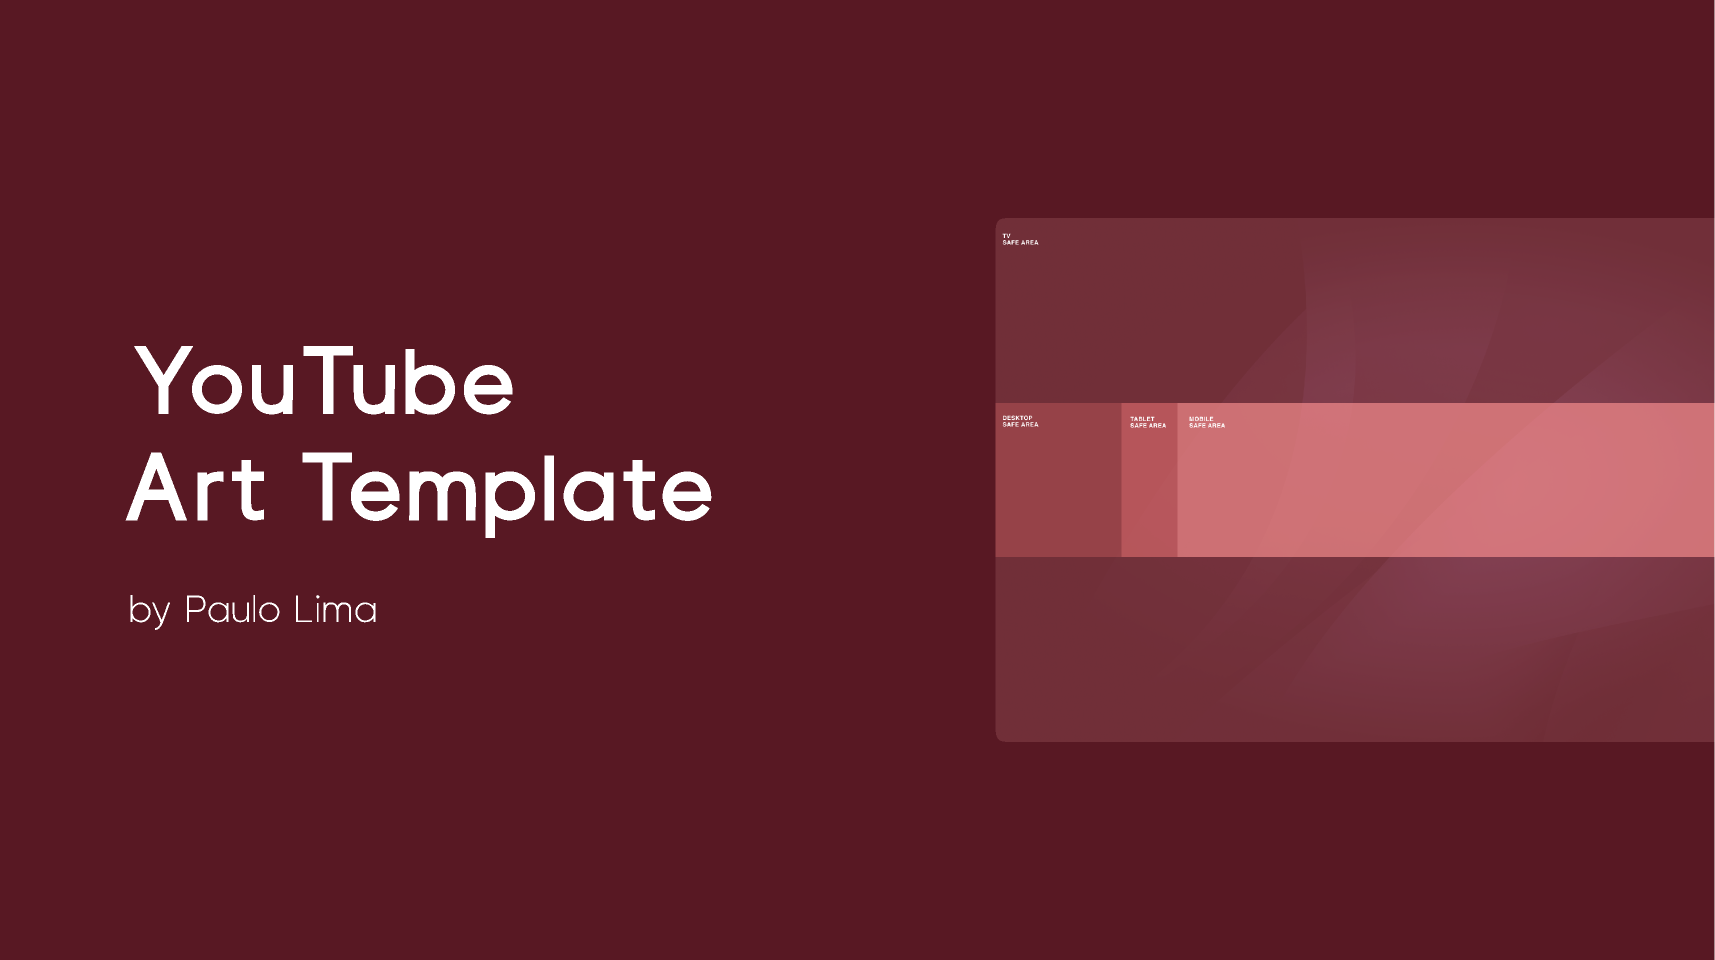 YouTube
Art Template
by Paulo Lima
TV
SAFE AREA
DESKTOP
SAFE AREA
TABLET
SAFE AREA
MOBILE
SAFE AREA